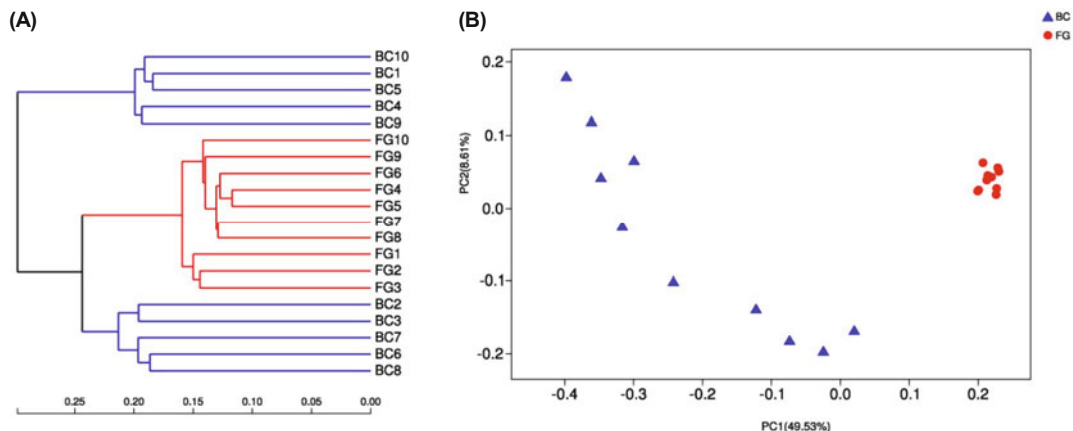 (A)
BC10
BC1
BC5
BC4
BC9
FG10
FG9
FG6
FG4
FG5
FG7
FG8
FG1
FG2
FG3
BC2
BC3
BC7
BC6
BC8
0.25 0.20 0.15 0.10 0.05 0.00
(B)
BC
FG
0.2
0.1
0.0
-0.1
-0.2
PC2(8.61%)
-0.4 -0.3 -0.2 -0.1 0.0 0.1 0.2
PC1(49.53%)